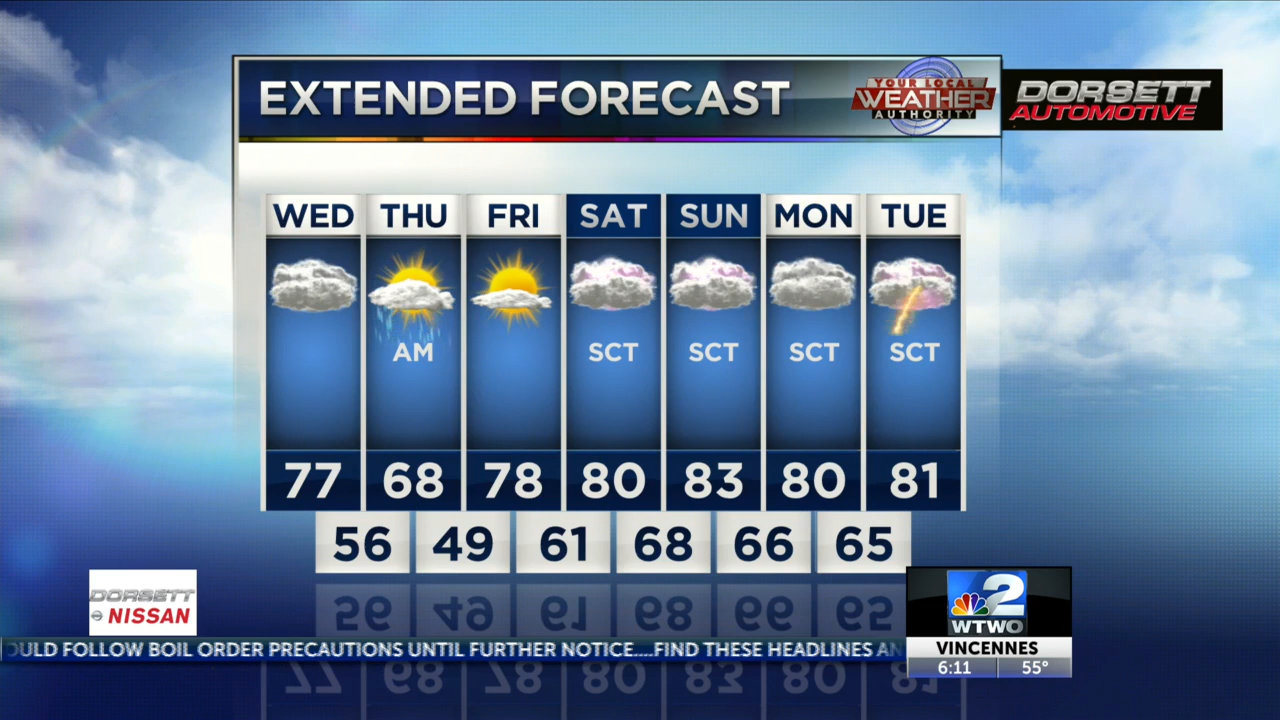 EXTENDED FORECAST
YOUR LOCAL
WEATHER
AUTHORITY
DORSETT
AUTOMOTIVE
WED THU FRI SAT SUN MON TUE
AM SCT SCT SCT SCT
77 68 78 80 83 80 81
56 49 61 68 66 65
DORSETT
NISSAN
OULD FOLLOW BOIL ORDER PRECAUTIONS UNTIL FURTHER NOTICE....FIND THESE HEADLINES AN
2
WTWO
VINCENNES
6:11 55°